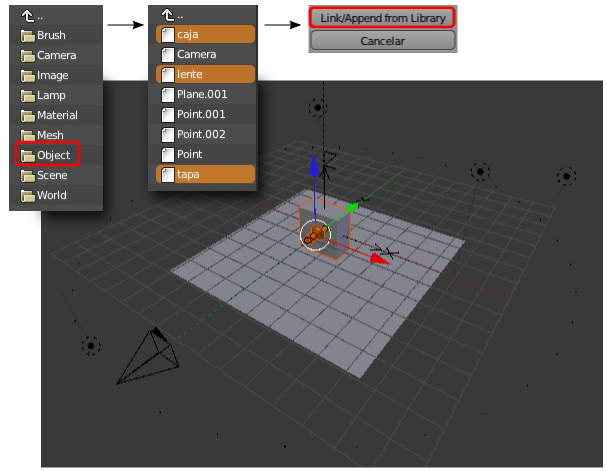 ..
Brush
Camera
Image
Lamp
Material
Mesh
Object
Scene
World
..
caja
Camera
lente
Plane.001
Point.001
Point.002
Point
tapa
Link/Append from Library
Cancelar